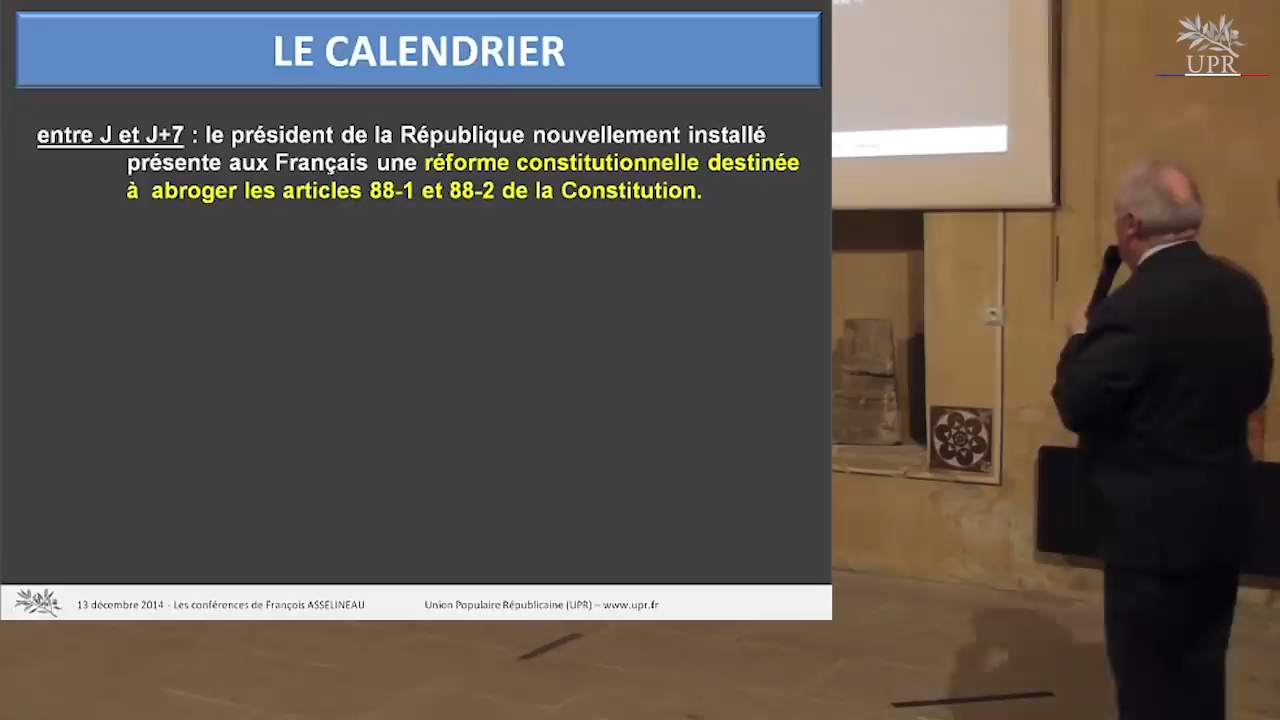 LE CALENDRIER
UPR
entre J et J+7 : le président de la République nouvellement installé
présente aux Français une réforme constitutionnelle destinée
à abroger les articles 88-1 et 88-2 de la Constitution.
13 décembre 2014 - Les conférences de François ASSELINEAU
Union Populaire Républicaine (UPR) – www.upr.fr